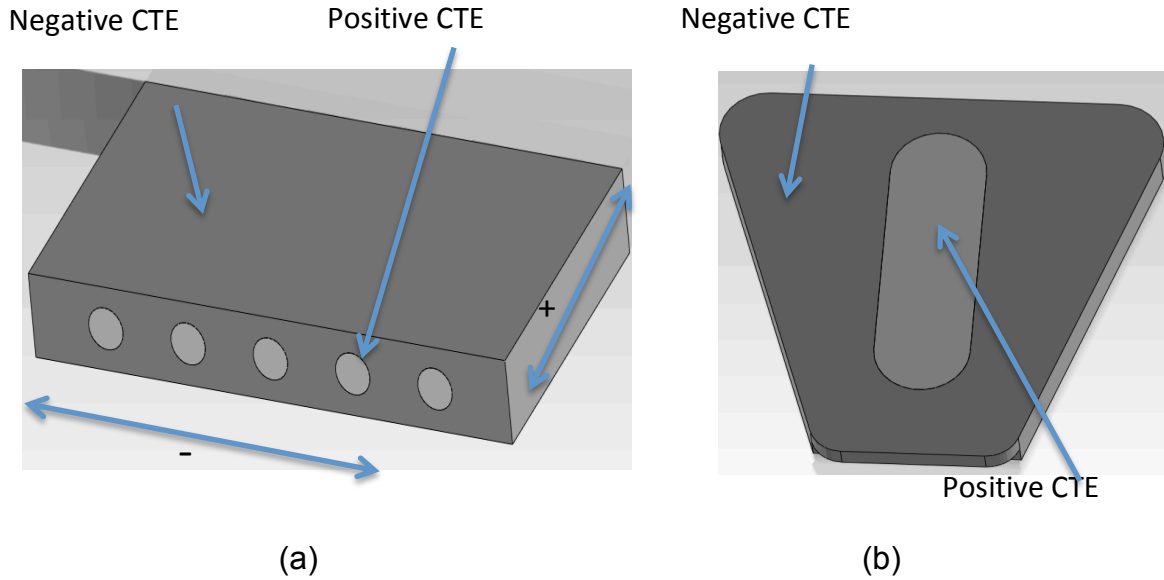 Negative CTE
Positive CTE
Negative CTE
+
-
Positive CTE
(a)
(b)